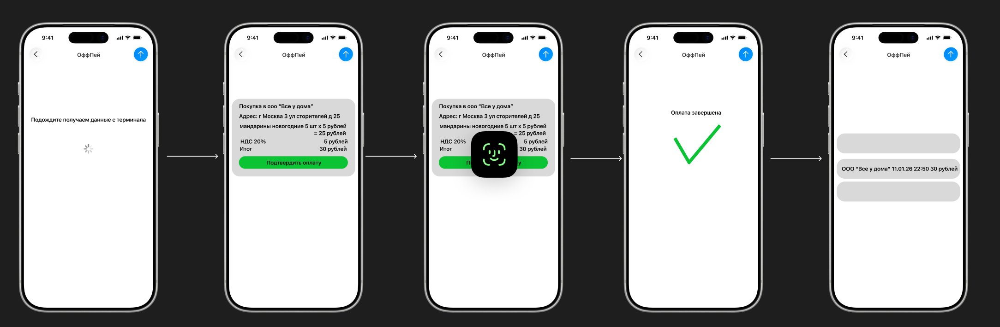 9:41
ОффПей
Подождите получаем данные с терминала
9:41
ОффПей
Покупка в ооо “Все у дома”
Адрес: г Москва 3 ул сторителей д 25
мандарины новогодние 5 шт х 5 рублей
= 25 рублей
НДС 20% 5 рублей
Итог 30 рублей
Подтвердить оплату
9:41
ОффПей
Покупка в ооо “Все у дома”
Адрес: г Москва 3 ул сторителей д 25
мандарины новогодние 5 шт х 5 рублей
= 25 рублей
НДС 20% 5 рублей
Итог 30 рублей
9:41
ОффПей
Оплата завершена
9:41
ОффПей
ООО “Все у дома” 11.01.26 22:50 30 рублей